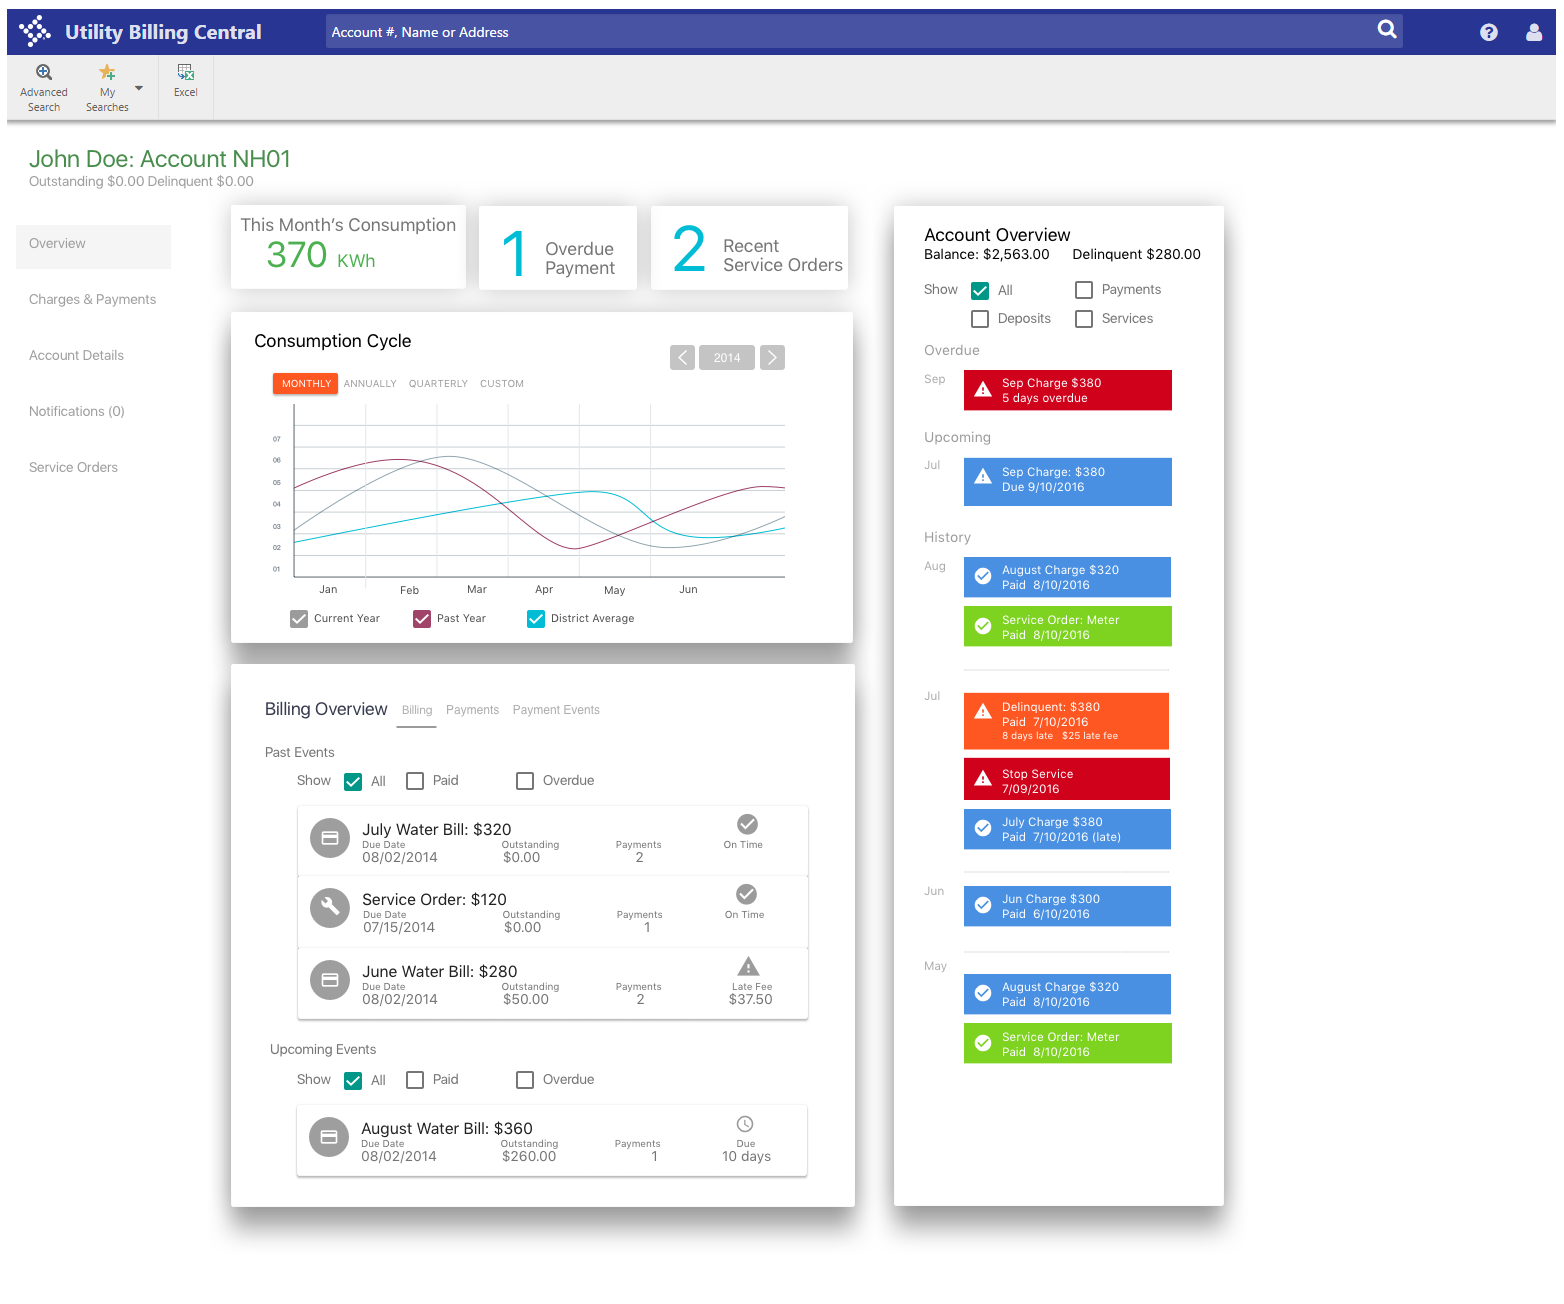 Utility Billing Central
Account #, Name or Address
Advanced
Search
My
Searches
Excel
John Doe: Account NH01
Outstanding $0.00 Delinquent $0.00
Overview
Charges & Payments
Account Details
Notifications (0)
Service Orders
This Month's Consumption
370 KWh
1 Overdue
Payment
2 Recent
Service Orders
Consumption Cycle
2014
MONTHLY ANNUALLY QUARTERLY CUSTOM
07
06
05
04
03
02
01
Jan Feb Mar Apr May Jun
Current Year Past Year District Average
Billing Overview Billing Payments Payment Events
Past Events
Show All Paid Overdue
July Water Bill: $320
Due Date Outstanding Payments On Time
08/02/2014 $0.00 2
Service Order: $120
Due Date Outstanding Payments On Time
07/15/2014 $0.00 1
June Water Bill: $280
Due Date Outstanding Payments Late Fee
08/02/2014 $50.00 2 $37.50
Upcoming Events
Show All Paid Overdue
August Water Bill: $360
Due Date Outstanding Payments Due
08/02/2014 $260.00 1 10 days
Account Overview
Balance: $2,563.00 Delinquent $280.00
Show All Payments
Deposits Services
Overdue
Sep
Sep Charge $380
5 days overdue
Upcoming
Jul
Sep Charge: $380
Due 9/10/2016
History
Aug
August Charge $320
Paid 8/10/2016
Service Order: Meter
Paid 8/10/2016
Jul
Delinquent: $380
Paid 7/10/2016
8 days late $25 late fee
Stop Service
7/09/2016
July Charge $380
Paid 7/10/2016 (late)
Jun
Jun Charge $300
Paid 6/10/2016
May
August Charge $320
Paid 8/10/2016
Service Order: Meter
Paid 8/10/2016